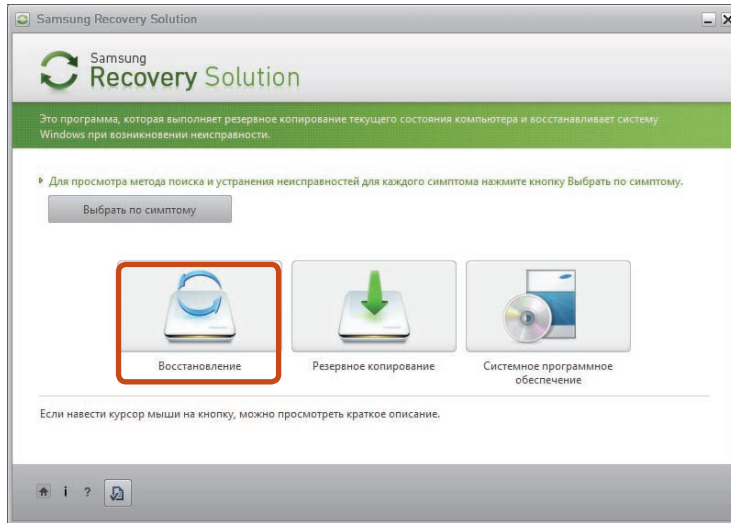 Samsung Recovery Solution
Samsung
Recovery Solution
Это программа, которая выполняет резервное копирование текущего состояния компьютера и восстанавливает систему
Windows при возникновении неисправности.
Для просмотра метода поиска и устранения неисправностей для каждого симптома нажмите кнопку Выбрать по симптому.
Выбрать по симптому
Восстановление
Резервное копирование
Системное программное
обеспечение
Если навести курсор мыши на кнопку, можно просмотреть краткое описание.
i ?